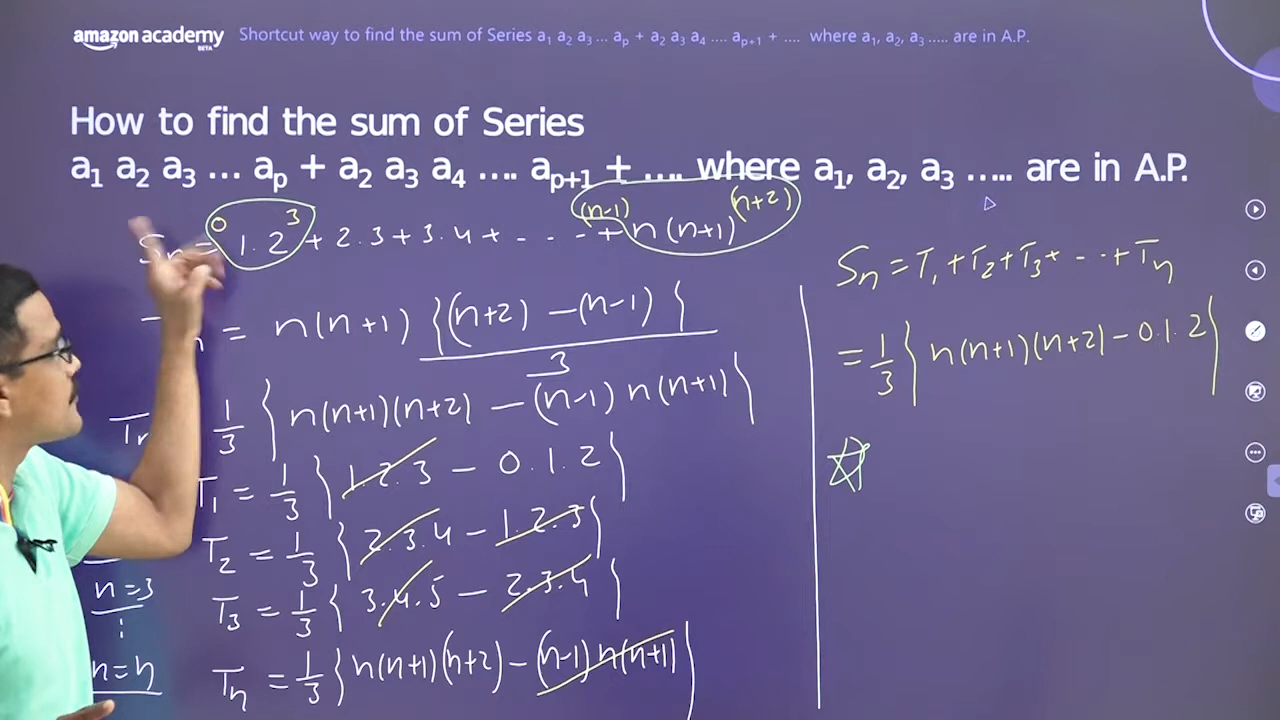 amazon academy
BETA
Shortcut way to find the sum of Series a₁ a₂ a₃ ... aₚ + a₂ a₃ a₄ .... aₚ₊₁ + .... where a₁, a₂, a₃ ..... are in A.P.
How to find the sum of Series
a₁ a₂ a₃ ... aₚ + a₂ a₃ a₄ .... aₚ₊₁ + .... where a₁, a₂, a₃ ..... are in A.P.
0 3 (n-1) (n+2)
Sn = 1.2 + 2.3 + 3.4 + - - - + n(n+1)
= n(n+1) {(n+2) - (n-1)}
3
Tn 1/3 { n(n+1)(n+2) - (n-1) n(n+1) }
T₁ = 1/3 { 1.2.3 - 0.1.2 }
T₂ = 1/3 { 2.3.4 - 1.2.3 }
n=3
T₃ = 1/3 { 3.4.5 - 2.3.4 }
n=n
Tn = 1/3 { n(n+1)(n+2) - (n-1) n(n+1) }
Sn = T₁ + T₂ + T₃ + - - + Tn
= 1/3 { n(n+1)(n+2) - 0.1.2 }